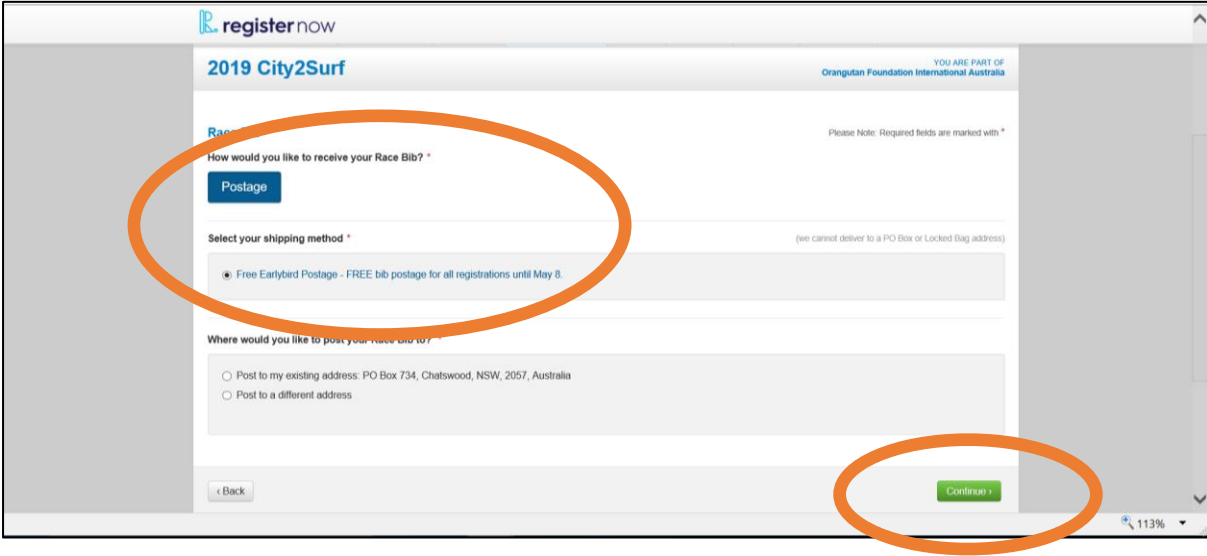 register now
2019 City2Surf
YOU ARE PART OF
Orangutan Foundation International Australia
Please Note: Required fields are marked with *
How would you like to receive your Race Bib? *
Postage
Select your shipping method *
(we cannot deliver to a PO Box or Locked Bag address)
Free Earlybird Postage - FREE bib postage for all registrations until May 8.
Where would you like to post your Race Bib to? *
Post to my existing address: PO Box 734, Chatswood, NSW, 2057, Australia
Post to a different address
‹ Back
Continue ›
113%